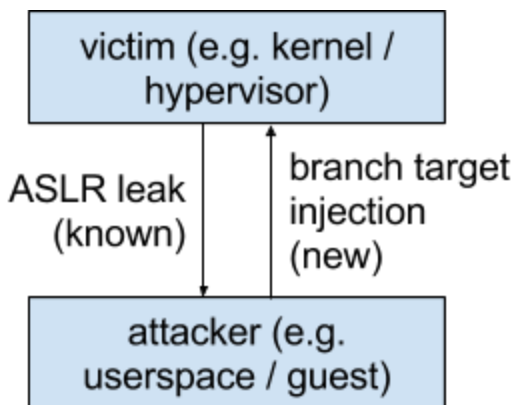 victim (e.g. kernel /
hypervisor)
ASLR leak
(known)
branch target
injection
(new)
attacker (e.g.
userspace / guest)